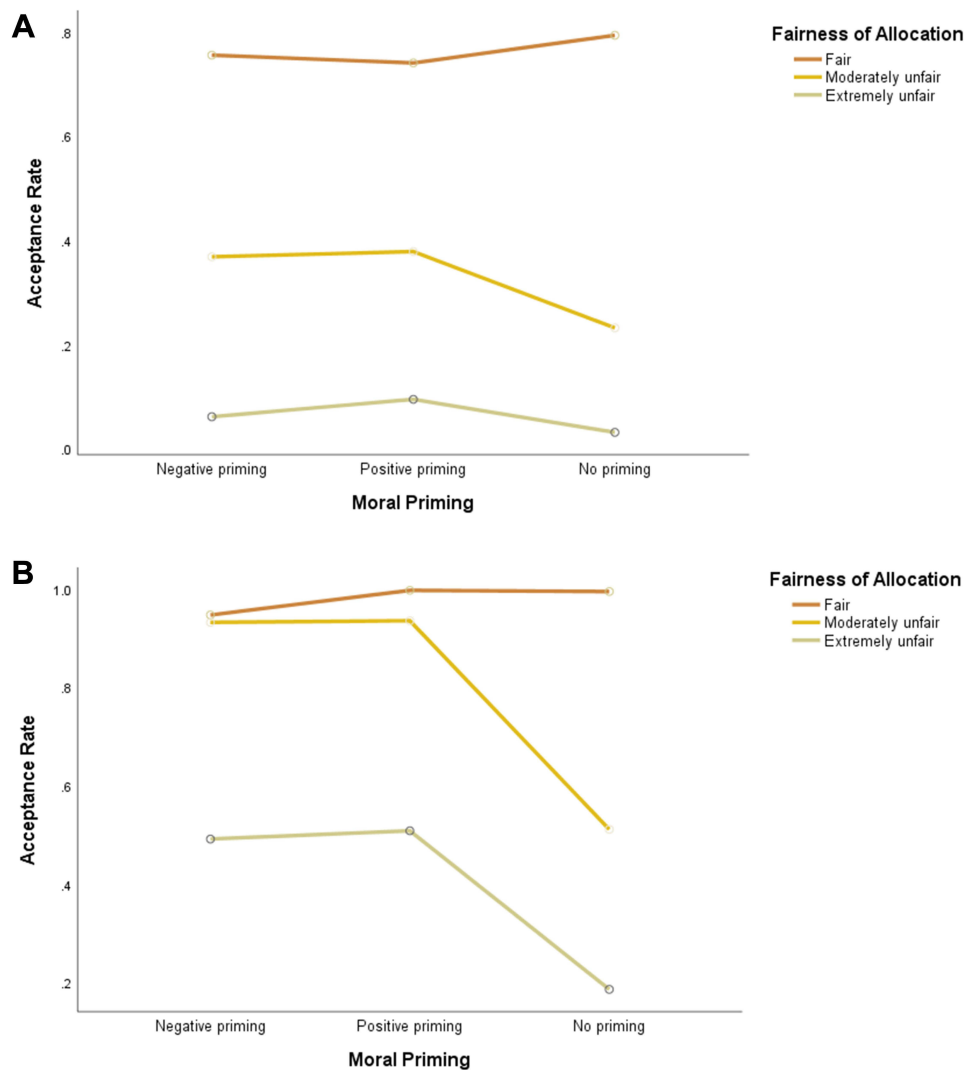 A
Fairness of Allocation
Fair
Moderately unfair
Extremely unfair
Acceptance Rate
.8
.6
.4
.2
.0
Negative priming
Positive priming
No priming
Moral Priming
B
Fairness of Allocation
Fair
Moderately unfair
Extremely unfair
Acceptance Rate
1.0
.8
.6
.4
.2
Negative priming
Positive priming
No priming
Moral Priming